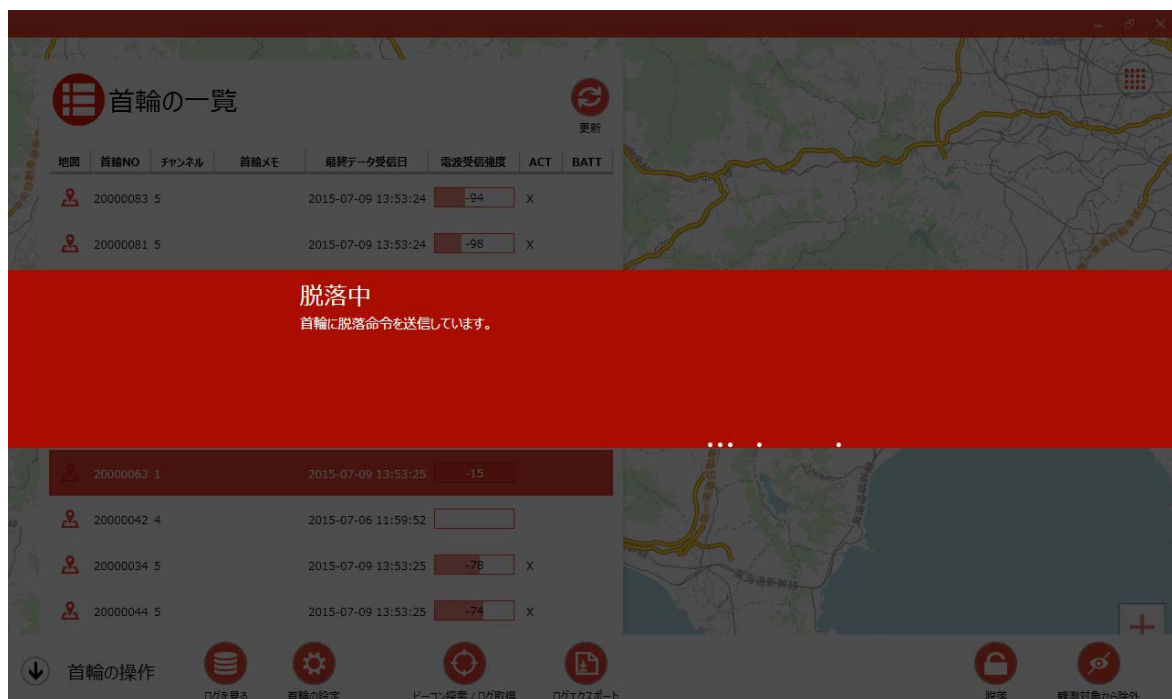 首輪の一覧
更新
地図 首輪NO チャンネル 首輪メモ 最終データ受信日 電波受信強度 ACT BATT
20000083 5 2015-07-09 13:53:24 -94 X
20000081 5 2015-07-09 13:53:24 -98 X
脱落中
首輪に脱落命令を送信しています。
20000063 1 2015-07-09 13:53:25 -15
20000042 4 2015-07-06 11:59:52
20000034 5 2015-07-09 13:53:25 -78 X
20000044 5 2015-07-09 13:53:25 -74 X
東海道新幹線
首輪の操作
ログを見る 首輪の設定 ビーコン探索 / ログ取得 ログエクスポート 脱落 観測対象から除外